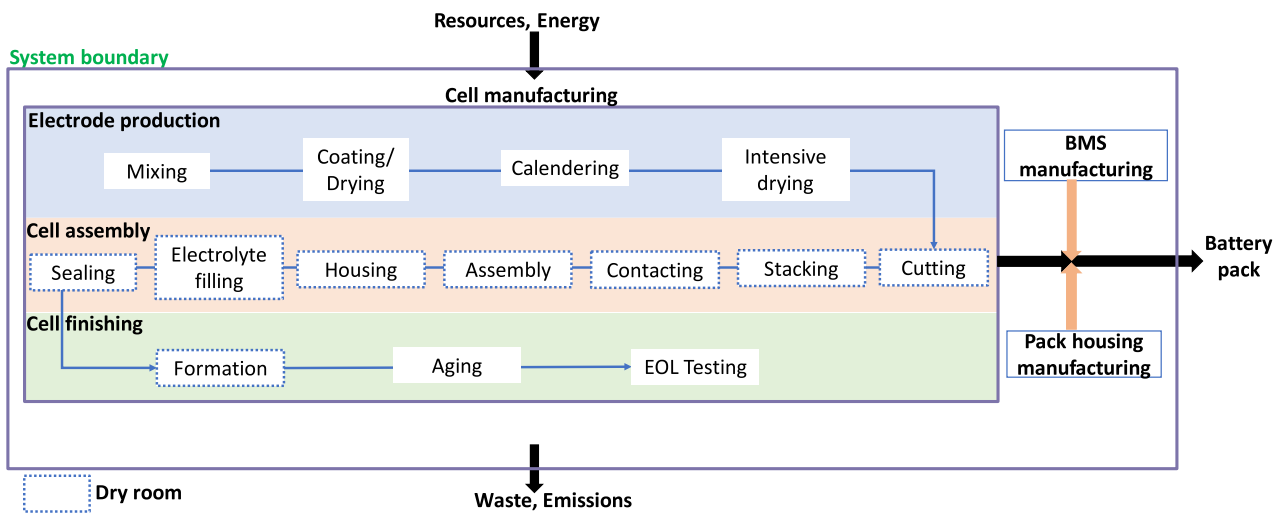 Resources, Energy
System boundary
Cell manufacturing
Electrode production
Mixing
Coating/
Drying
Calendering
Intensive
drying
BMS
manufacturing
Cell assembly
Sealing
Electrolyte
filling
Housing
Assembly
Contacting
Stacking
Cutting
Battery
pack
Cell finishing
Formation
Aging
EOL Testing
Pack housing
manufacturing
Dry room
Waste, Emissions